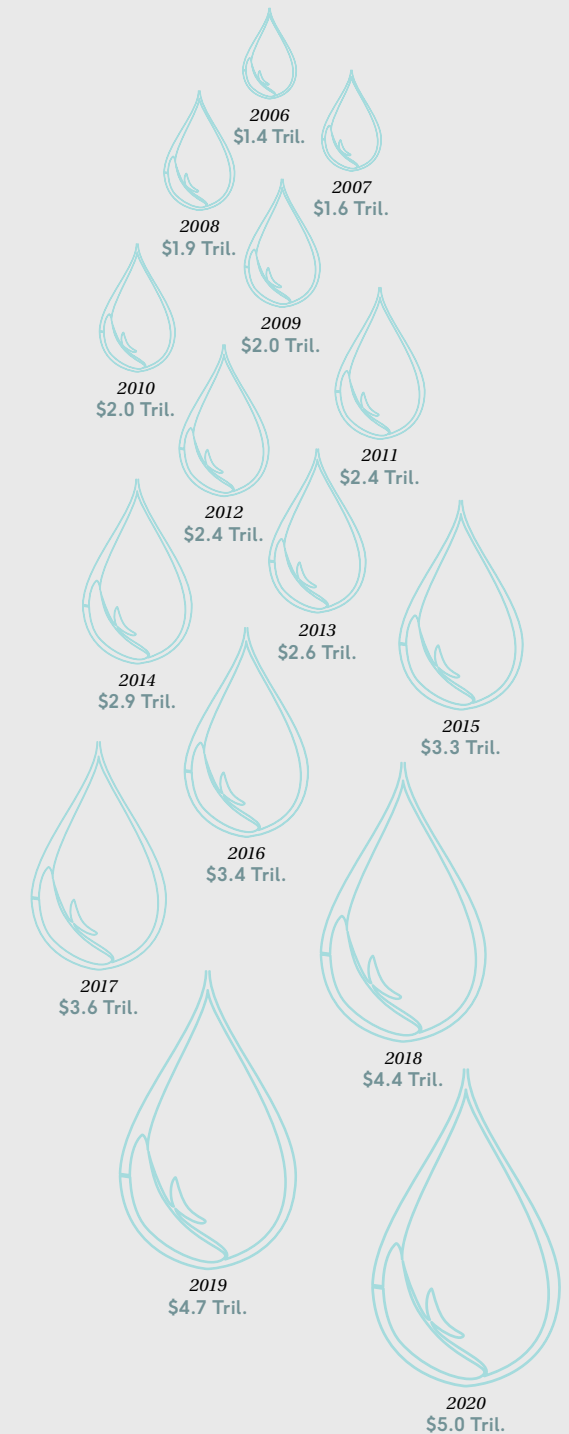 2006
$1.4 Tril.
2007
$1.6 Tril.
2008
$1.9 Tril.
2009
$2.0 Tril.
2010
$2.0 Tril.
2011
$2.4 Tril.
2012
$2.4 Tril.
2013
$2.6 Tril.
2014
$2.9 Tril.
2015
$3.3 Tril.
2016
$3.4 Tril.
2017
$3.6 Tril.
2018
$4.4 Tril.
2019
$4.7 Tril.
2020
$5.0 Tril.